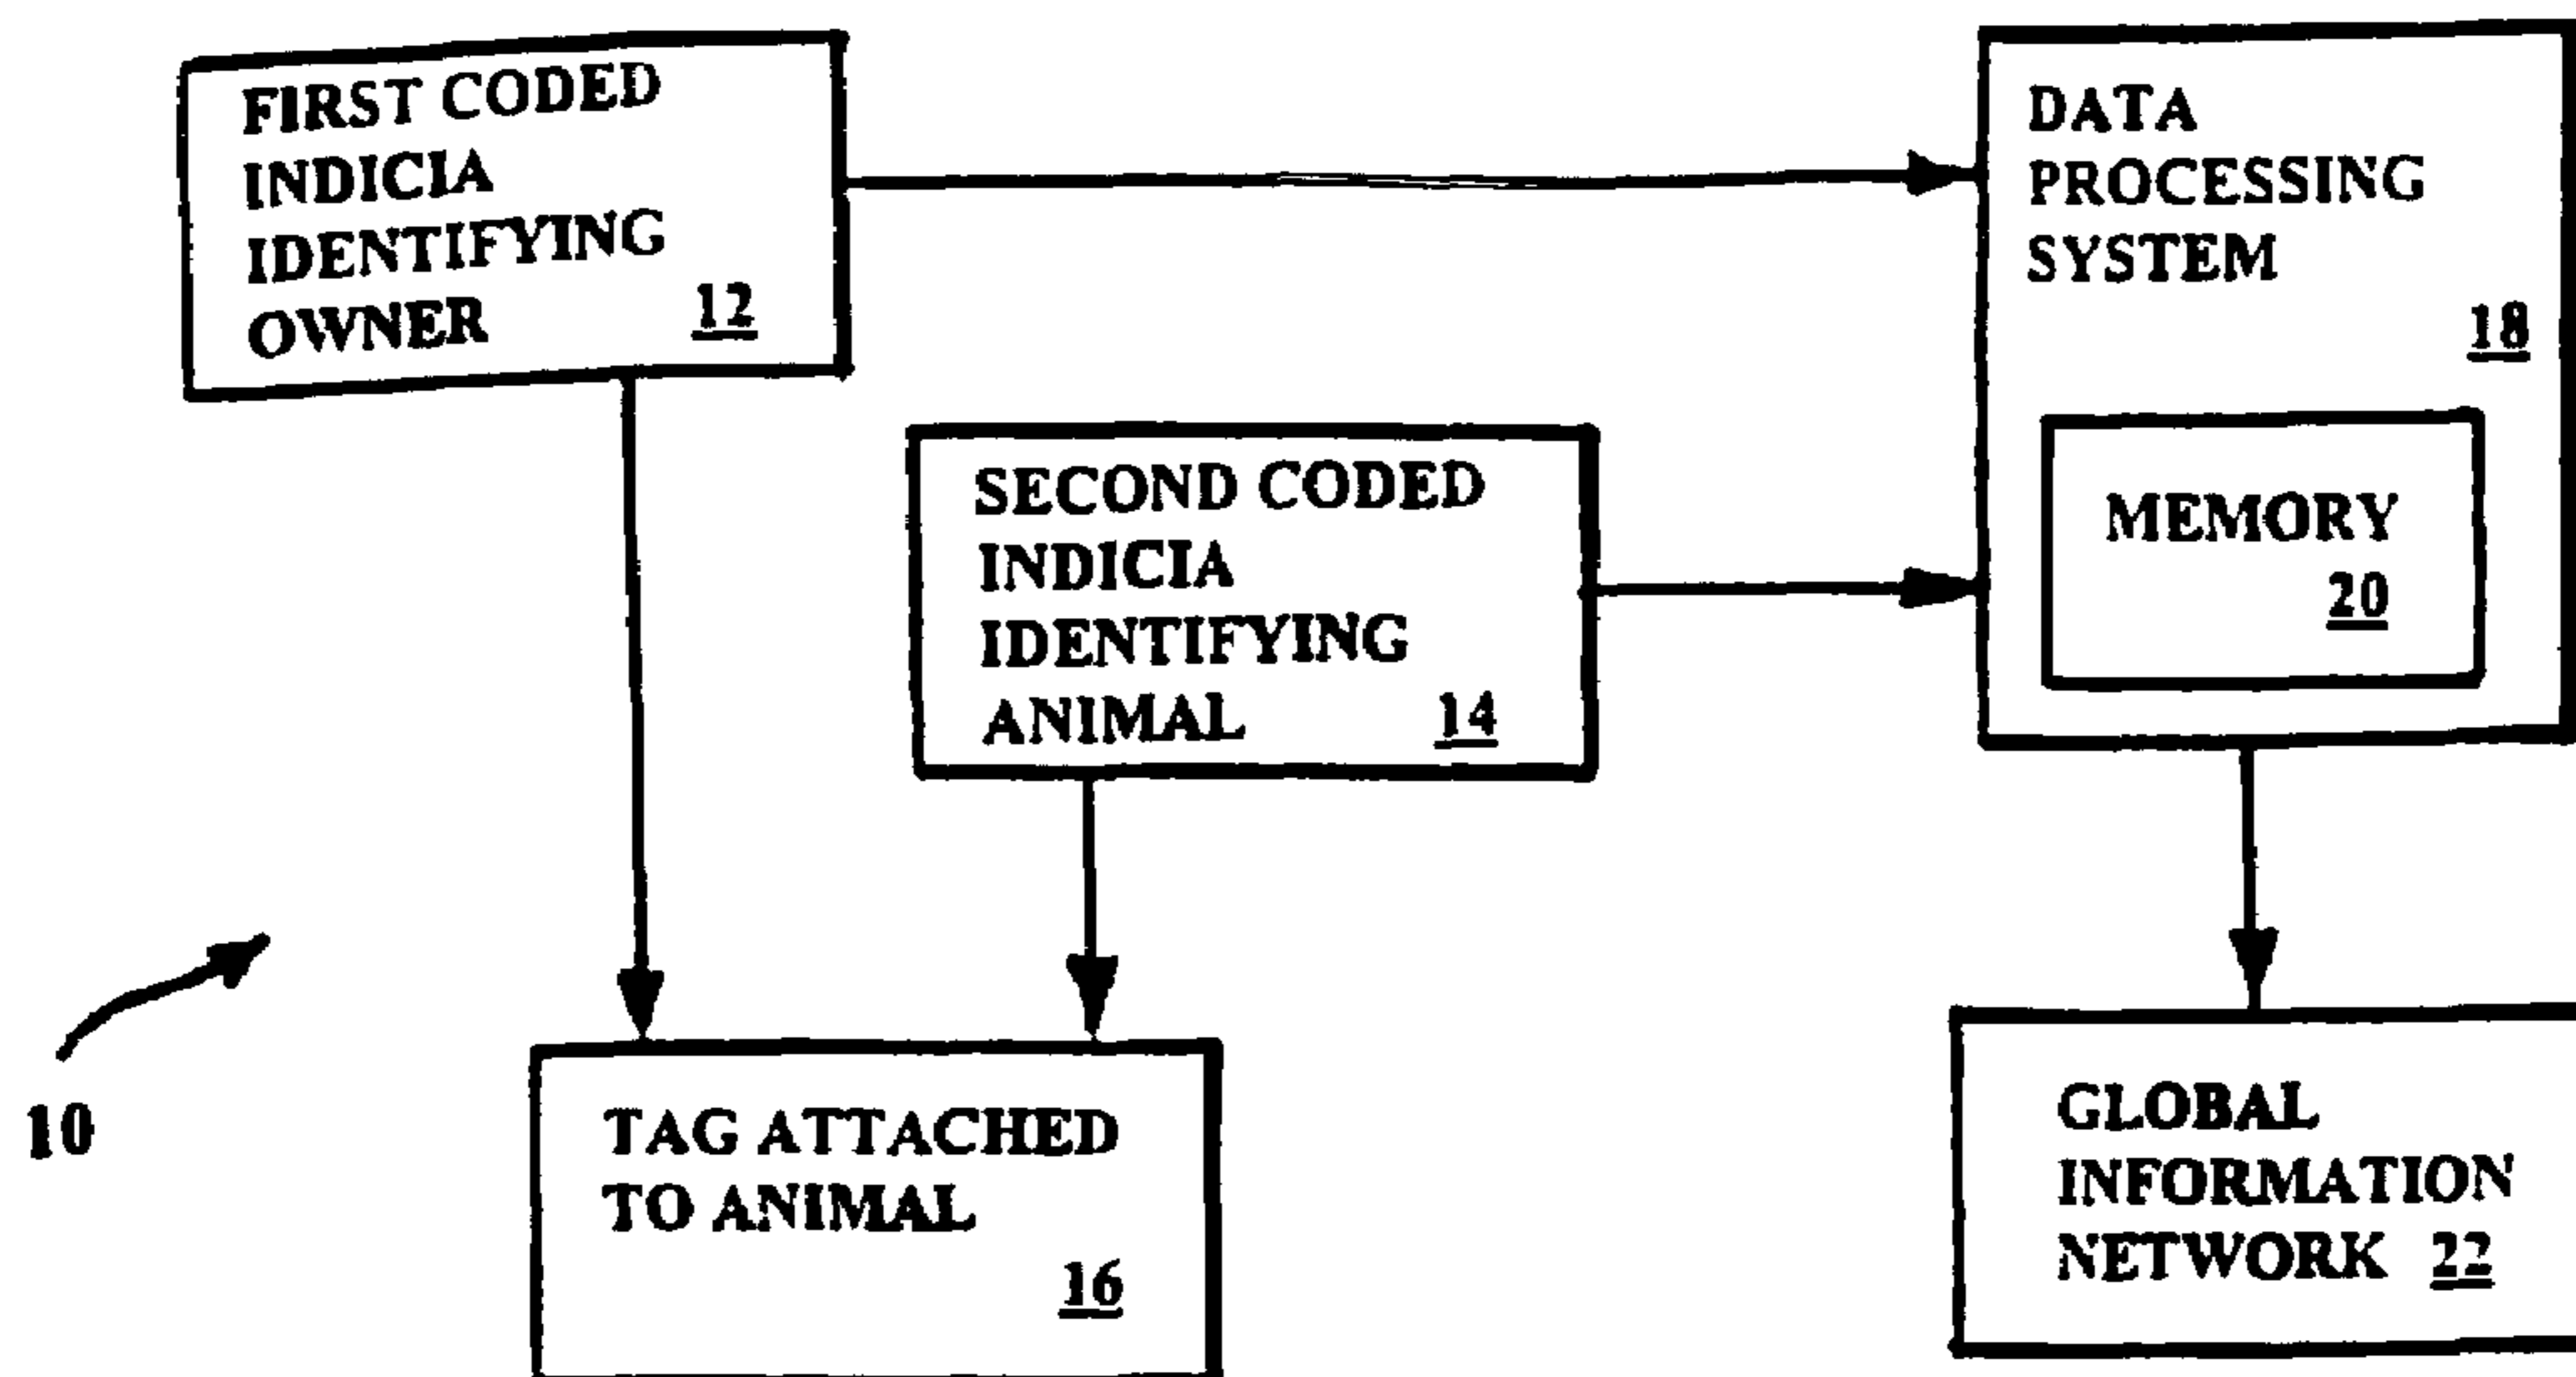 FIRST CODED
INDICIA
IDENTIFYING
OWNER 12
DATA
PROCESSING
SYSTEM
18
SECOND CODED
INDICIA
IDENTIFYING
ANIMAL 14
MEMORY
20
10
TAG ATTACHED
TO ANIMAL
16
GLOBAL
INFORMATION
NETWORK 22